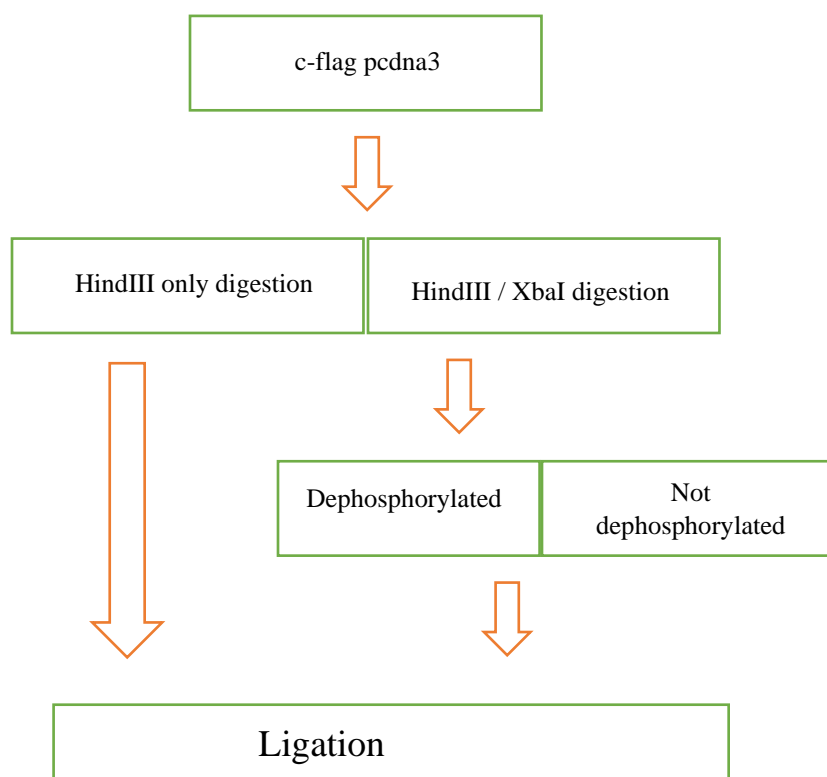 c-flag pcdna3
HindIII only digestion
HindIII / XbaI digestion
Dephosphorylated
Not
dephosphorylated
Ligation